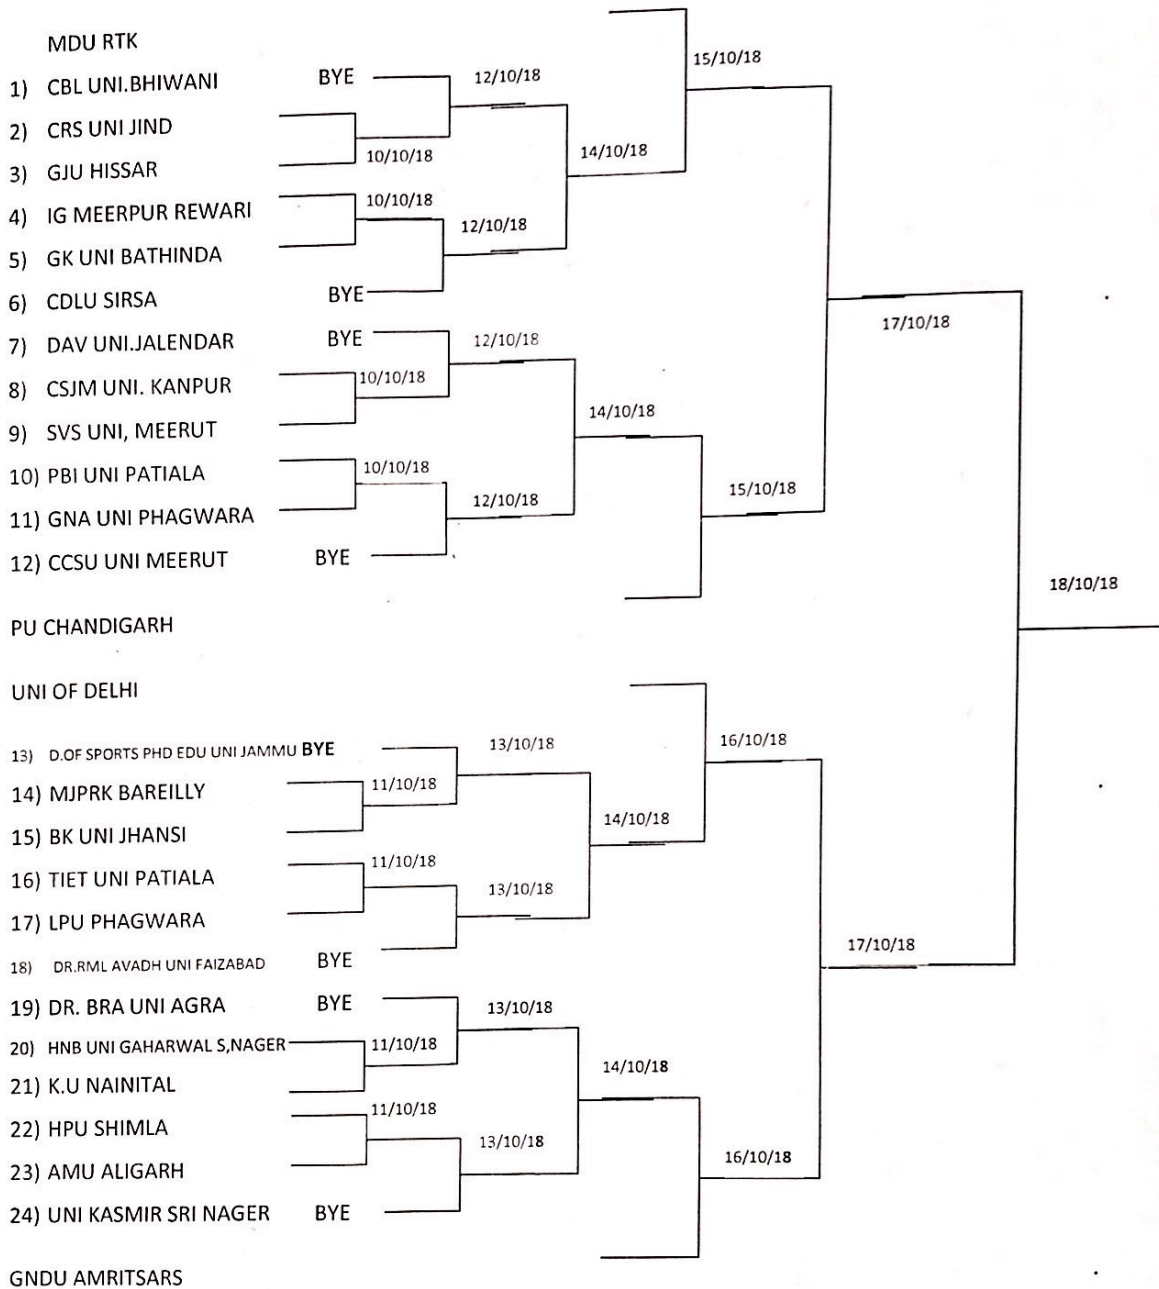 MDU RTK
15/10/18
1) CBL UNI.BHIWANI BYE 12/10/18
2) CRS UNI JIND
10/10/18 14/10/18
3) GJU HISSAR
10/10/18
4) IG MEERPUR REWARI
12/10/18
5) GK UNI BATHINDA
6) CDLU SIRSA BYE
17/10/18
7) DAV UNI.JALENDAR BYE 12/10/18
8) CSJM UNI. KANPUR 10/10/18
14/10/18
9) SVS UNI, MEERUT
10) PBI UNI PATIALA 10/10/18
12/10/18 15/10/18
11) GNA UNI PHAGWARA
12) CCSU UNI MEERUT BYE
18/10/18
PU CHANDIGARH
UNI OF DELHI
13) D.OF SPORTS PHD EDU UNI JAMMU BYE 13/10/18 16/10/18
14) MJPRK BAREILLY 11/10/18
15) BK UNI JHANSI 14/10/18
11/10/18
16) TIET UNI PATIALA
13/10/18
17) LPU PHAGWARA
17/10/18
18) DR.RML AVADH UNI FAIZABAD BYE
19) DR. BRA UNI AGRA BYE 13/10/18
20) HNB UNI GAHARWAL S,NAGER 11/10/18
14/10/18
21) K.U NAINITAL
11/10/18
22) HPU SHIMLA
13/10/18
16/10/18
23) AMU ALIGARH
24) UNI KASMIR SRI NAGER BYE
GNDU AMRITSARS